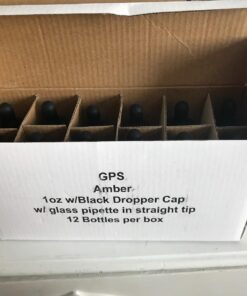 GPS
Amber
1oz w/Black Dropper Cap
w/ glass pipette in straight tip
12 Bottles per box